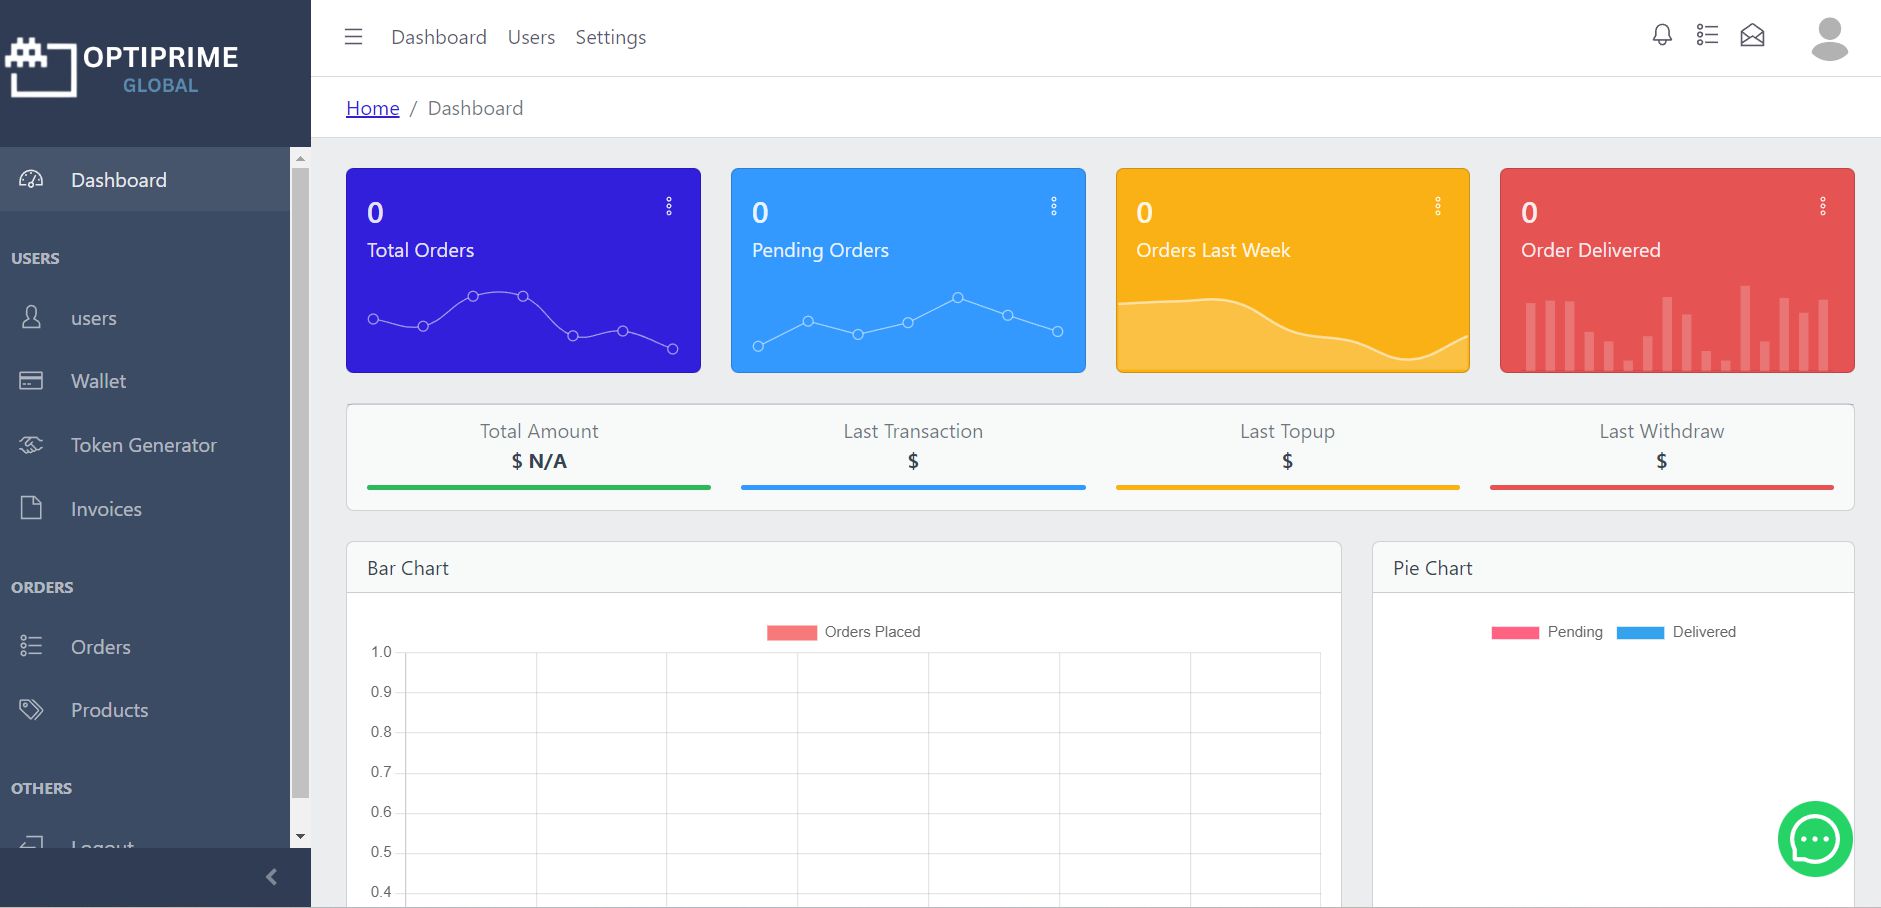 OPTIPRIME
GLOBAL
Dashboard Users Settings
Home / Dashboard
Dashboard
USERS
users
Wallet
Token Generator
Invoices
ORDERS
Orders
Products
OTHERS
Logout
0
Total Orders
0
Pending Orders
0
Orders Last Week
0
Order Delivered
Total Amount
$ N/A
Last Transaction
$
Last Topup
$
Last Withdraw
$
Bar Chart
Orders Placed
1.0
0.9
0.8
0.7
0.6
0.5
0.4
Pie Chart
Pending Delivered